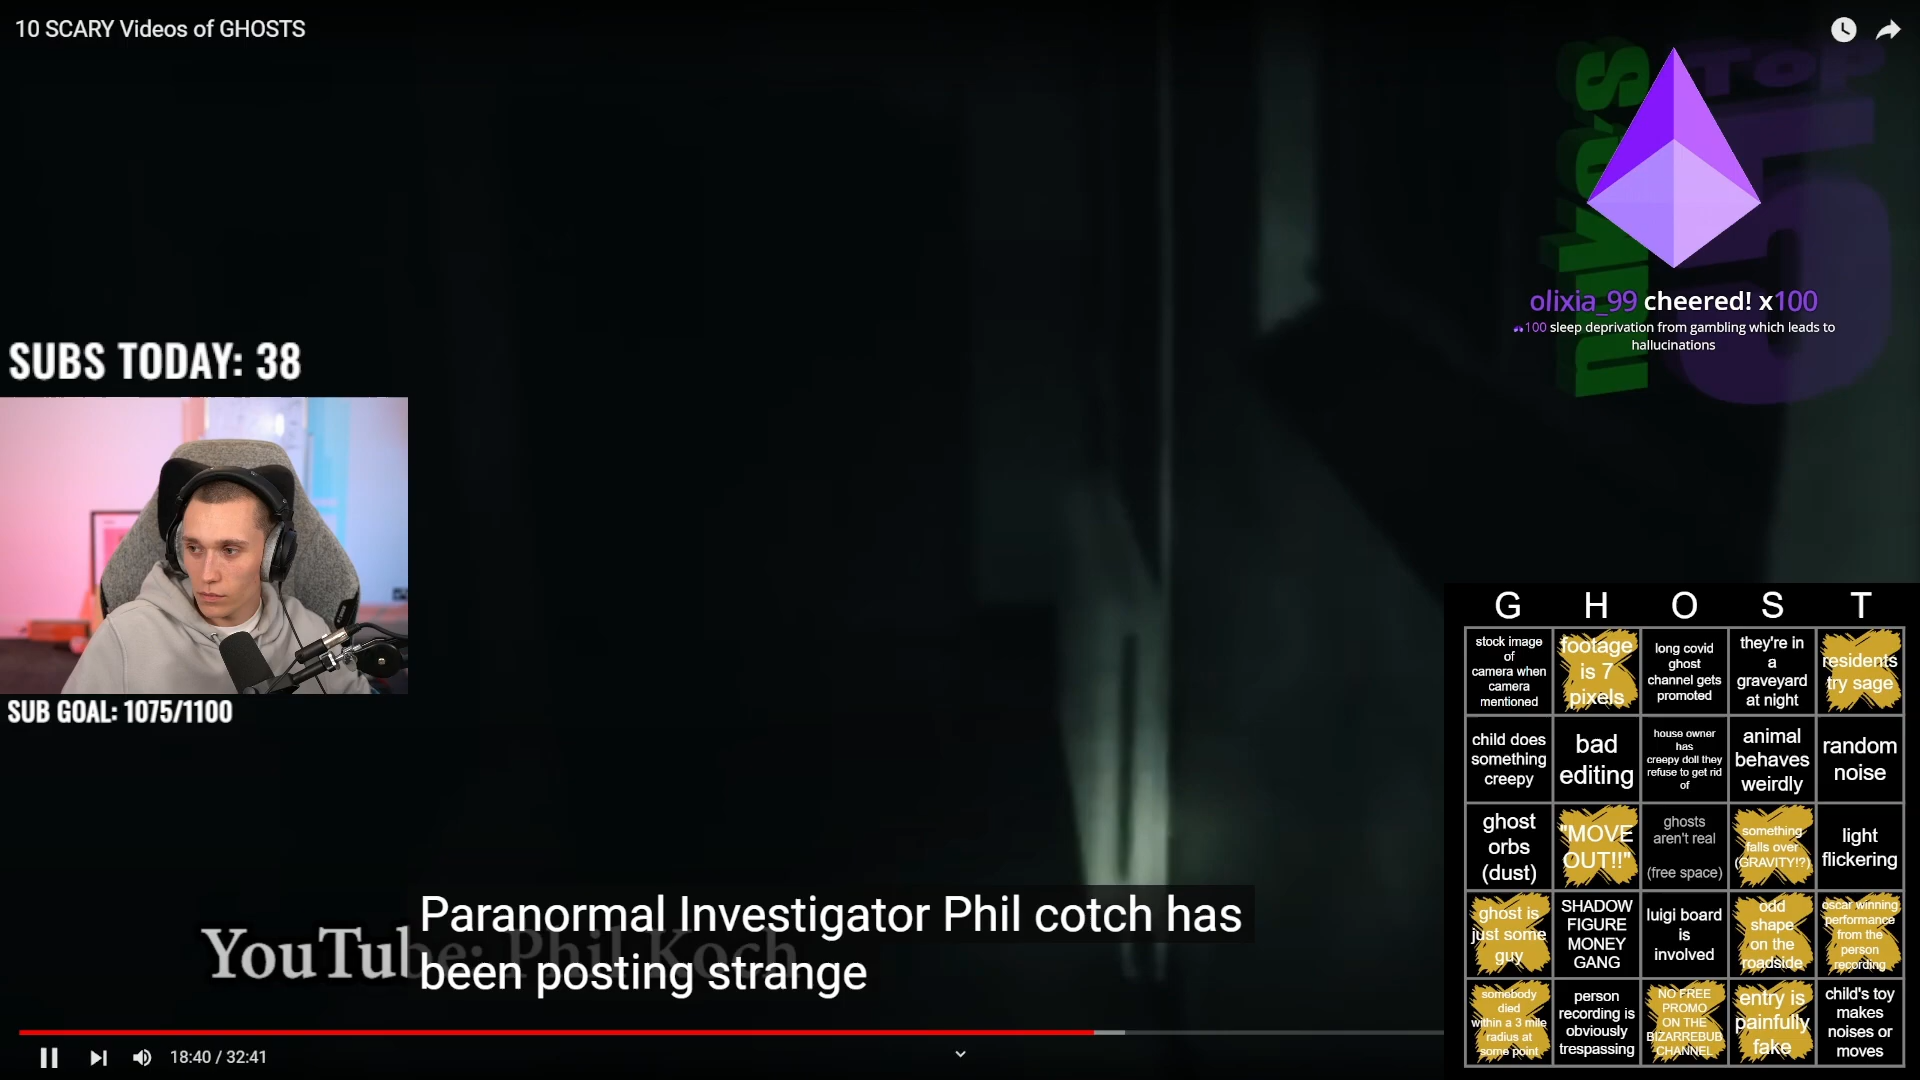 10 SCARY Videos of GHOSTS
nuke's
Top
5
olixia_99 cheered! x100
100 sleep deprivation from gambling which leads to
hallucinations
SUBS TODAY: 38
SUB GOAL: 1075/1100
G H O S T
stock image
of
camera when
camera
mentioned
footage
is 7
pixels
long covid
ghost
channel gets
promoted
they're in
a
graveyard
at night
residents
try sage
child does
something
creepy
bad
editing
house owner
has
creepy doll they
refuse to get rid
of
animal
behaves
weirdly
random
noise
ghost
orbs
(dust)
"MOVE
OUT!!"
ghosts
aren't real
(free space)
something
falls over
(GRAVITY!?)
light
flickering
ghost is
just some
guy
SHADOW
FIGURE
MONEY
GANG
luigi board
is
involved
odd
shape
on the
roadside
oscar winning
performance
from the
person
recording
somebody
died
within a 3 mile
radius at
some point
person
recording is
obviously
trespassing
NO FREE
PROMO
ON THE
BIZARREBUB
CHANNEL
entry is
painfully
fake
child's toy
makes
noises or
moves
Paranormal Investigator Phil cotch has
been posting strange
YouTube: Phil Koch
18:40 / 32:41